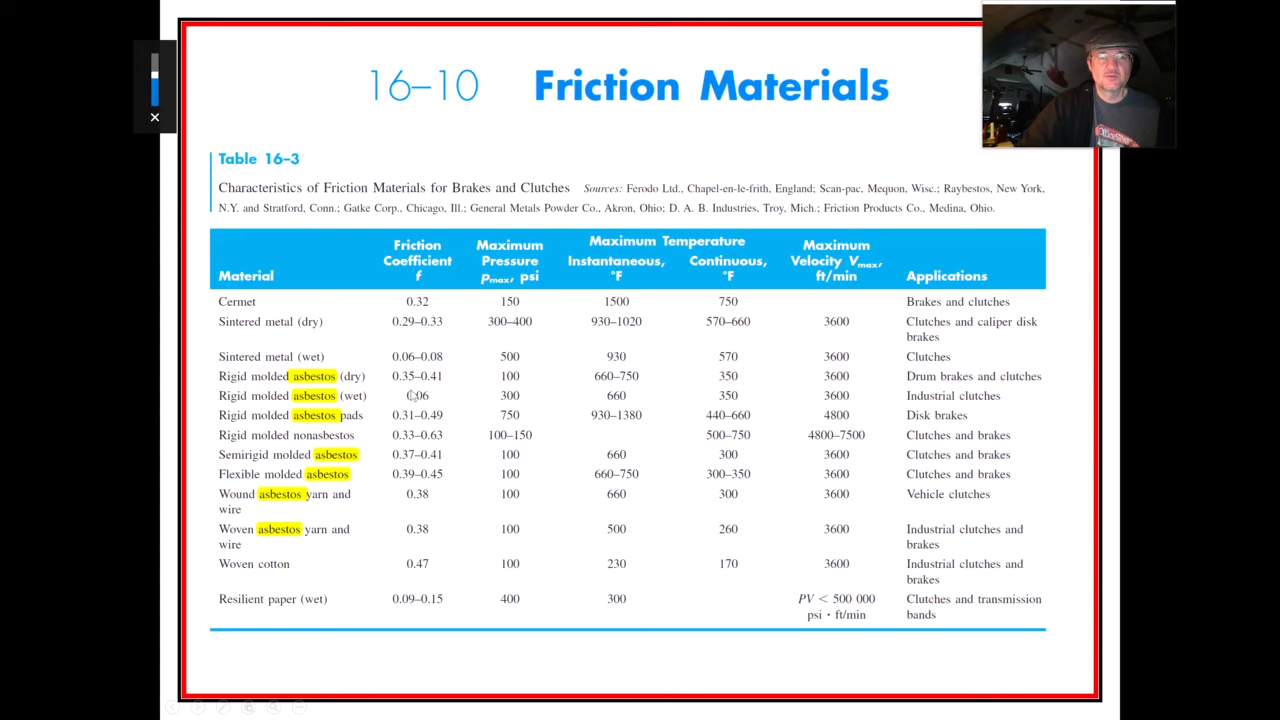 16–10 Friction Materials
Table 16–3
Characteristics of Friction Materials for Brakes and Clutches Sources: Ferodo Ltd., Chapel-en-le-frith, England; Scan-pac, Mequon, Wisc.; Raybestos, New York,
N.Y. and Stratford, Conn.; Gatke Corp., Chicago, Ill.; General Metals Powder Co., Akron, Ohio; D. A. B. Industries, Troy, Mich.; Friction Products Co., Medina, Ohio.
Friction Maximum Maximum Temperature Maximum
Coefficient Pressure Instantaneous, Continuous, Velocity Vmax,
Material f pmax, psi °F °F ft/min Applications
Cermet 0.32 150 1500 750 Brakes and clutches
Sintered metal (dry) 0.29–0.33 300–400 930–1020 570–660 3600 Clutches and caliper disk
brakes
Sintered metal (wet) 0.06–0.08 500 930 570 3600 Clutches
Rigid molded asbestos (dry) 0.35–0.41 100 660–750 350 3600 Drum brakes and clutches
Rigid molded asbestos (wet) 0.06 300 660 350 3600 Industrial clutches
Rigid molded asbestos pads 0.31–0.49 750 930–1380 440–660 4800 Disk brakes
Rigid molded nonasbestos 0.33–0.63 100–150 500–750 4800–7500 Clutches and brakes
Semirigid molded asbestos 0.37–0.41 100 660 300 3600 Clutches and brakes
Flexible molded asbestos 0.39–0.45 100 660–750 300–350 3600 Clutches and brakes
Wound asbestos yarn and 0.38 100 660 300 3600 Vehicle clutches
wire
Woven asbestos yarn and 0.38 100 500 260 3600 Industrial clutches and
wire brakes
Woven cotton 0.47 100 230 170 3600 Industrial clutches and
brakes
Resilient paper (wet) 0.09–0.15 400 300 PV < 500 000 Clutches and transmission
psi · ft/min bands